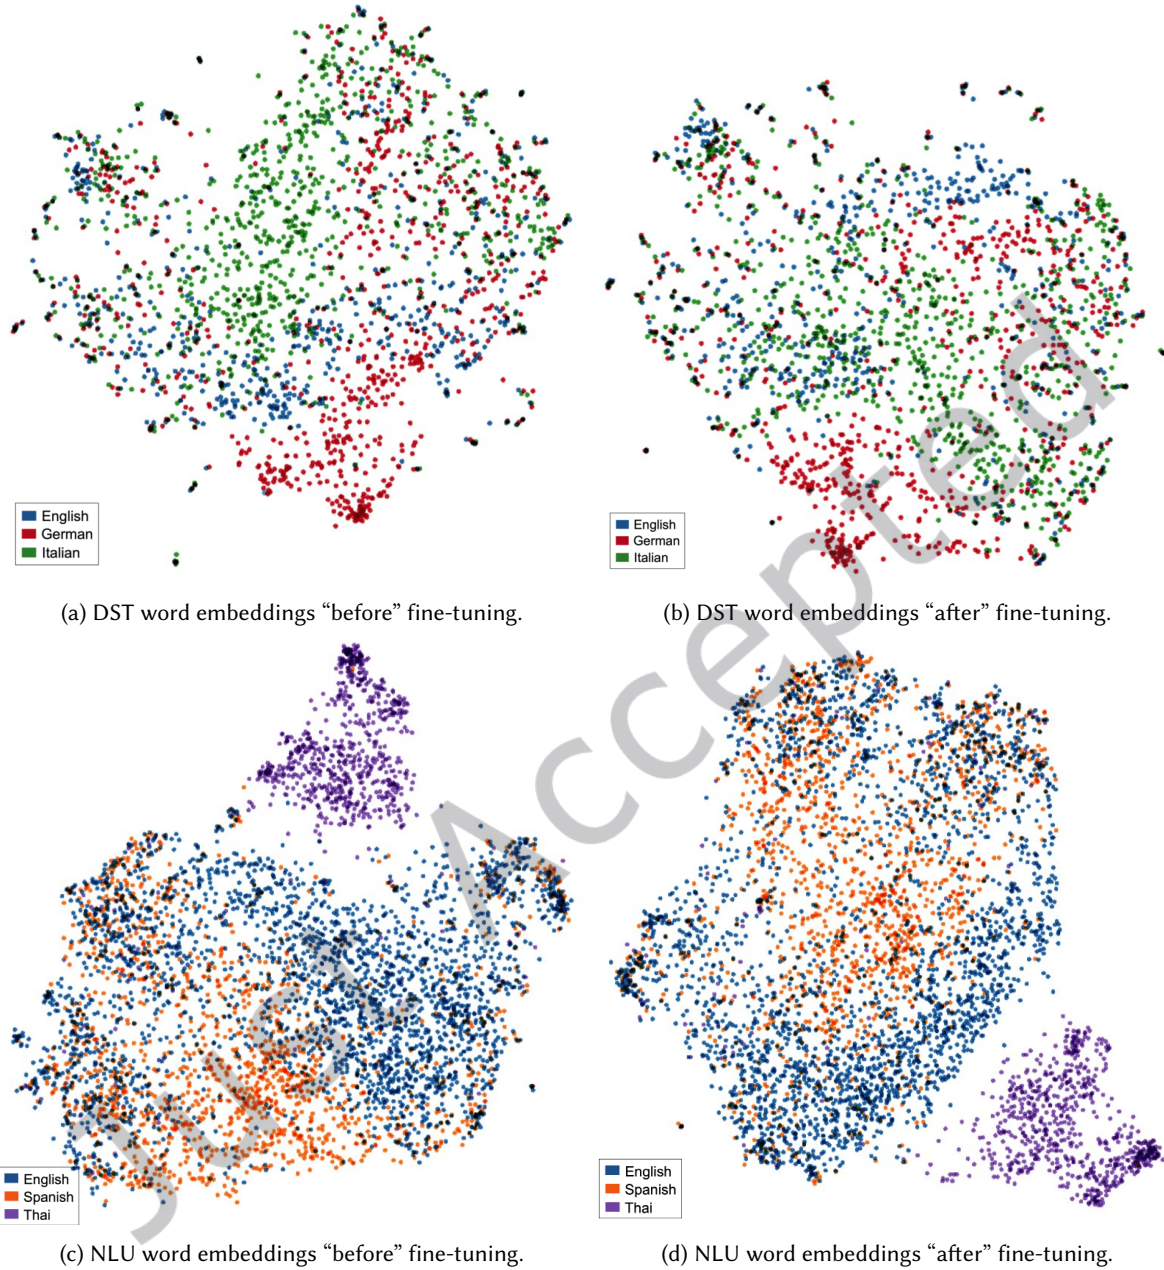 English
German
Italian
English
German
Italian
(a) DST word embeddings “before” fine-tuning.
(b) DST word embeddings “after” fine-tuning.
English
Spanish
Thai
English
Spanish
Thai
(c) NLU word embeddings “before” fine-tuning.
(d) NLU word embeddings “after” fine-tuning.
Just Accepted